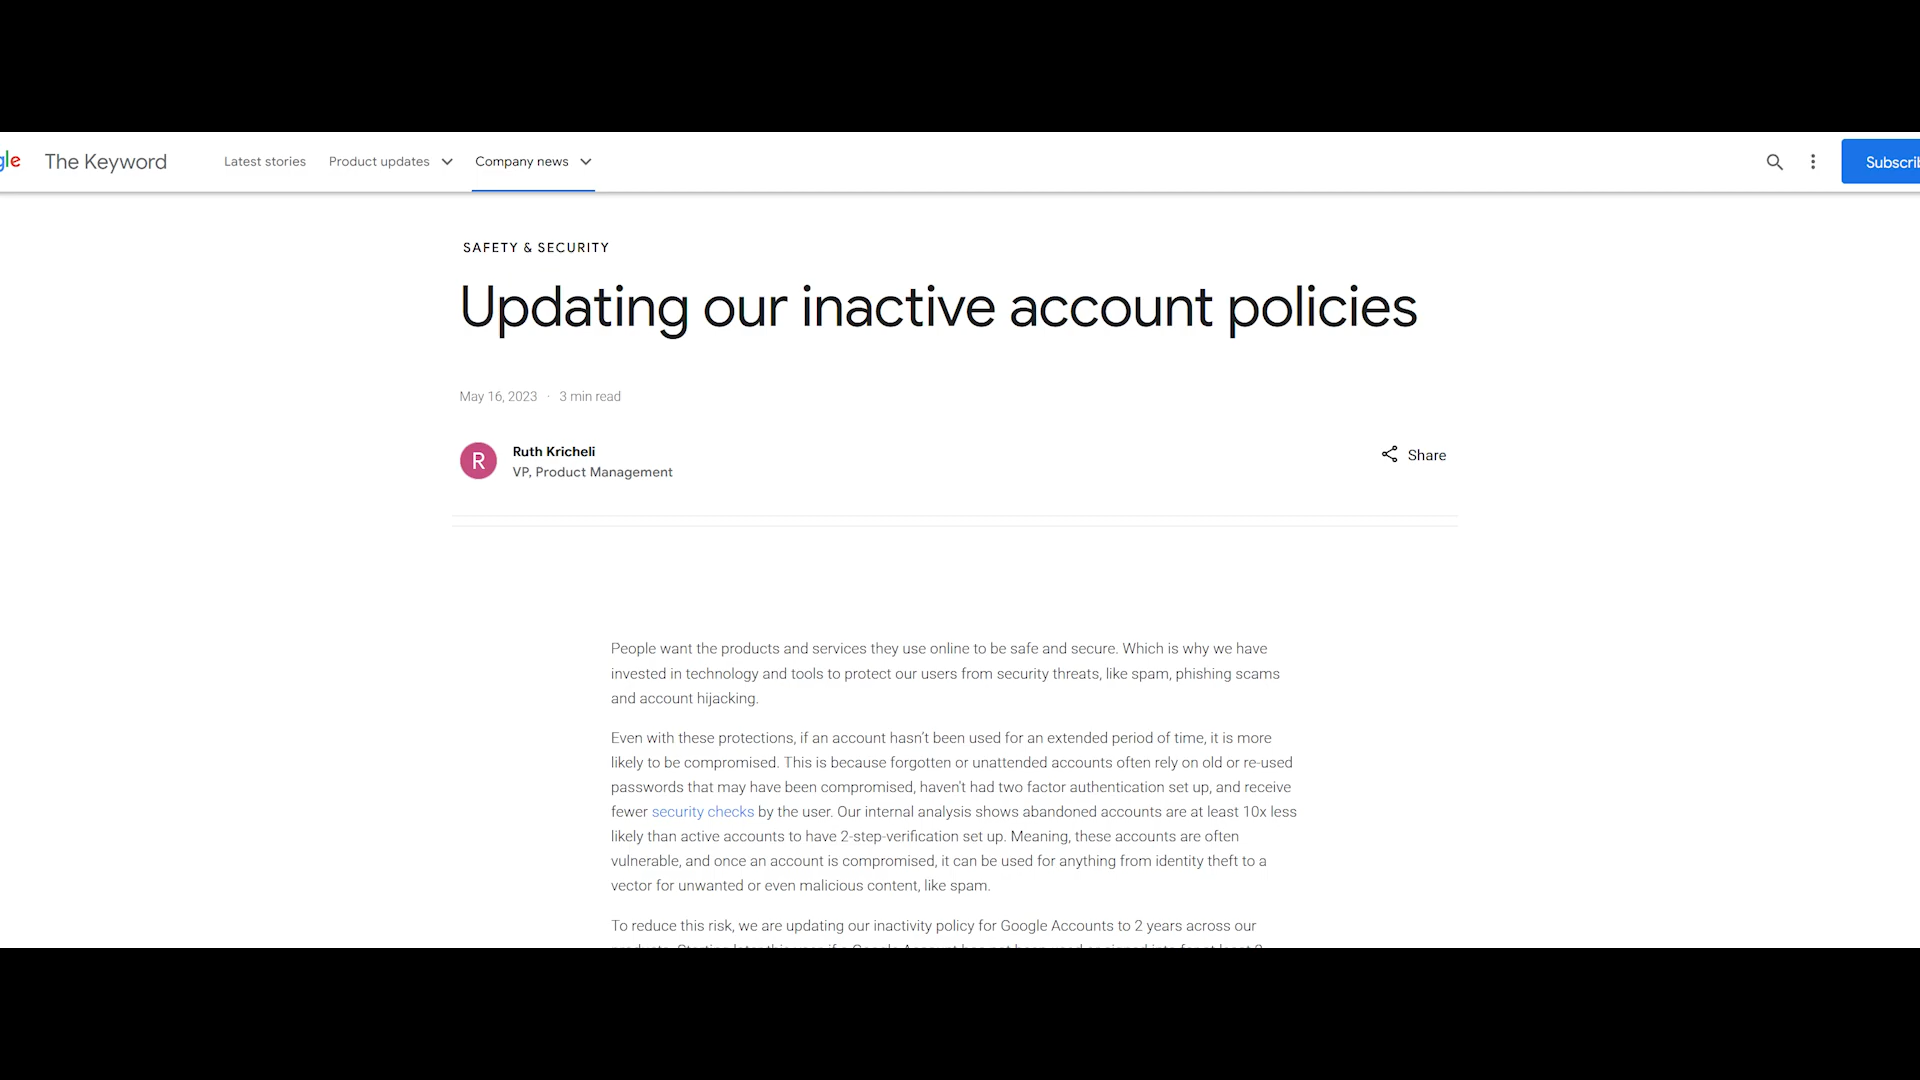 gle The Keyword Latest stories Product updates Company news Subscrib
SAFETY & SECURITY
Updating our inactive account policies
May 16, 2023 · 3 min read
R
Ruth Kricheli
VP, Product Management
Share
People want the products and services they use online to be safe and secure. Which is why we have
invested in technology and tools to protect our users from security threats, like spam, phishing scams
and account hijacking.
Even with these protections, if an account hasn't been used for an extended period of time, it is more
likely to be compromised. This is because forgotten or unattended accounts often rely on old or re-used
passwords that may have been compromised, haven't had two factor authentication set up, and receive
fewer security checks by the user. Our internal analysis shows abandoned accounts are at least 10x less
likely than active accounts to have 2-step-verification set up. Meaning, these accounts are often
vulnerable, and once an account is compromised, it can be used for anything from identity theft to a
vector for unwanted or even malicious content, like spam.
To reduce this risk, we are updating our inactivity policy for Google Accounts to 2 years across our